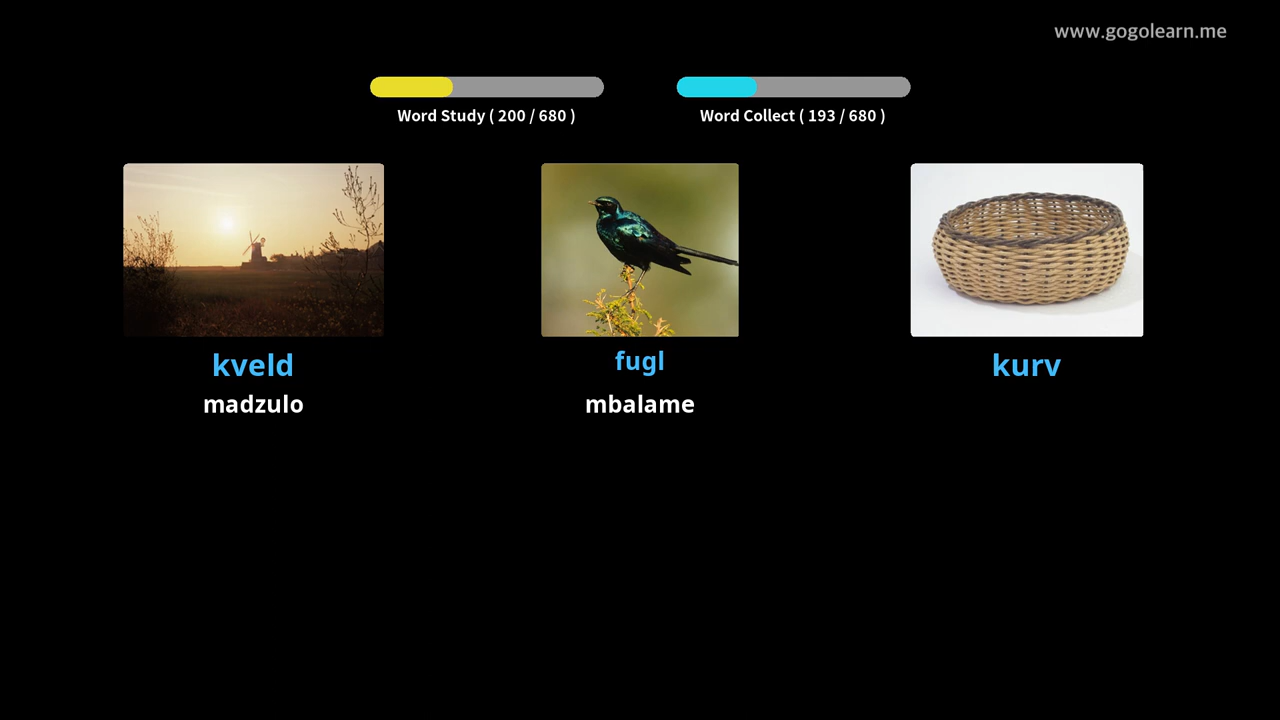 www.gogolearn.me
Word Study ( 200 / 680 )
Word Collect ( 193 / 680 )
kveld
fugl
kurv
madzulo
mbalame